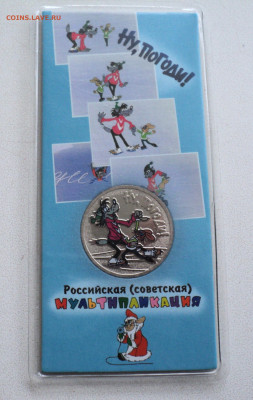 COINS.LAVE.RU
Ну, погоди!
Российская (советская)
МУЛЬТИПЛИКАЦИЯ